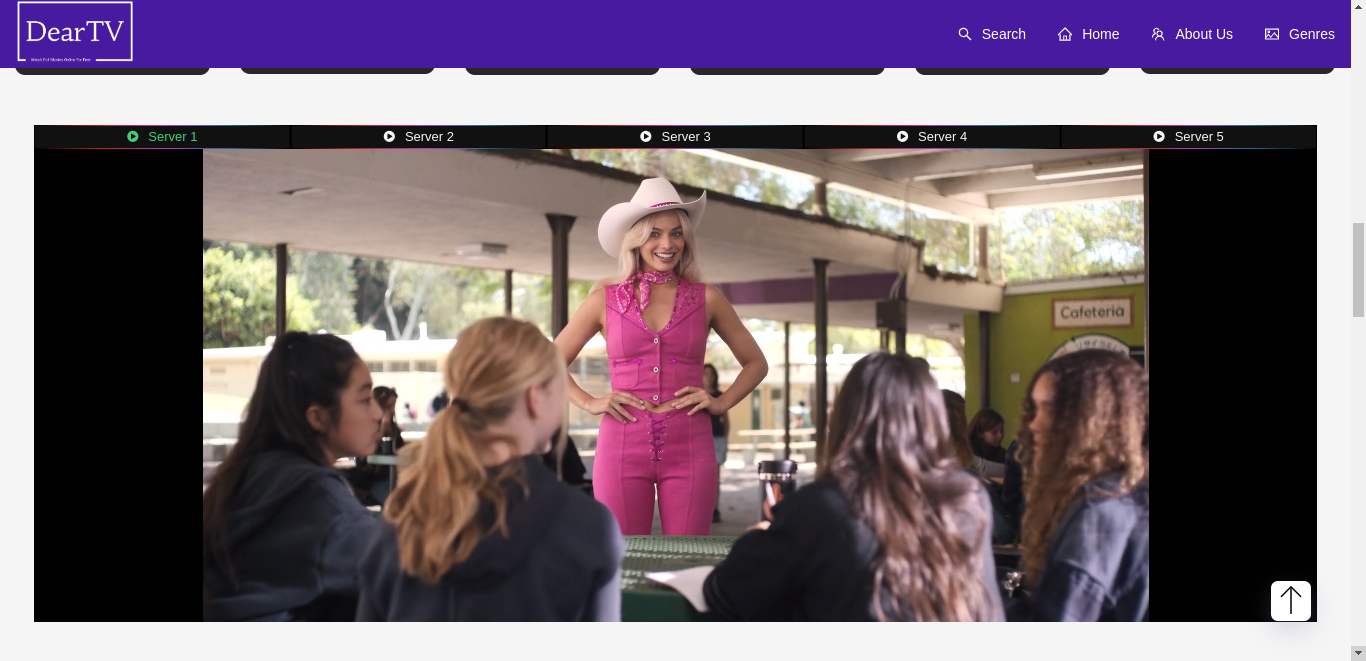 DearTV
Watch Full Movies Online For Free
Search
Home
About Us
Genres
Server 1
Server 2
Server 3
Server 4
Server 5
Cafeteria